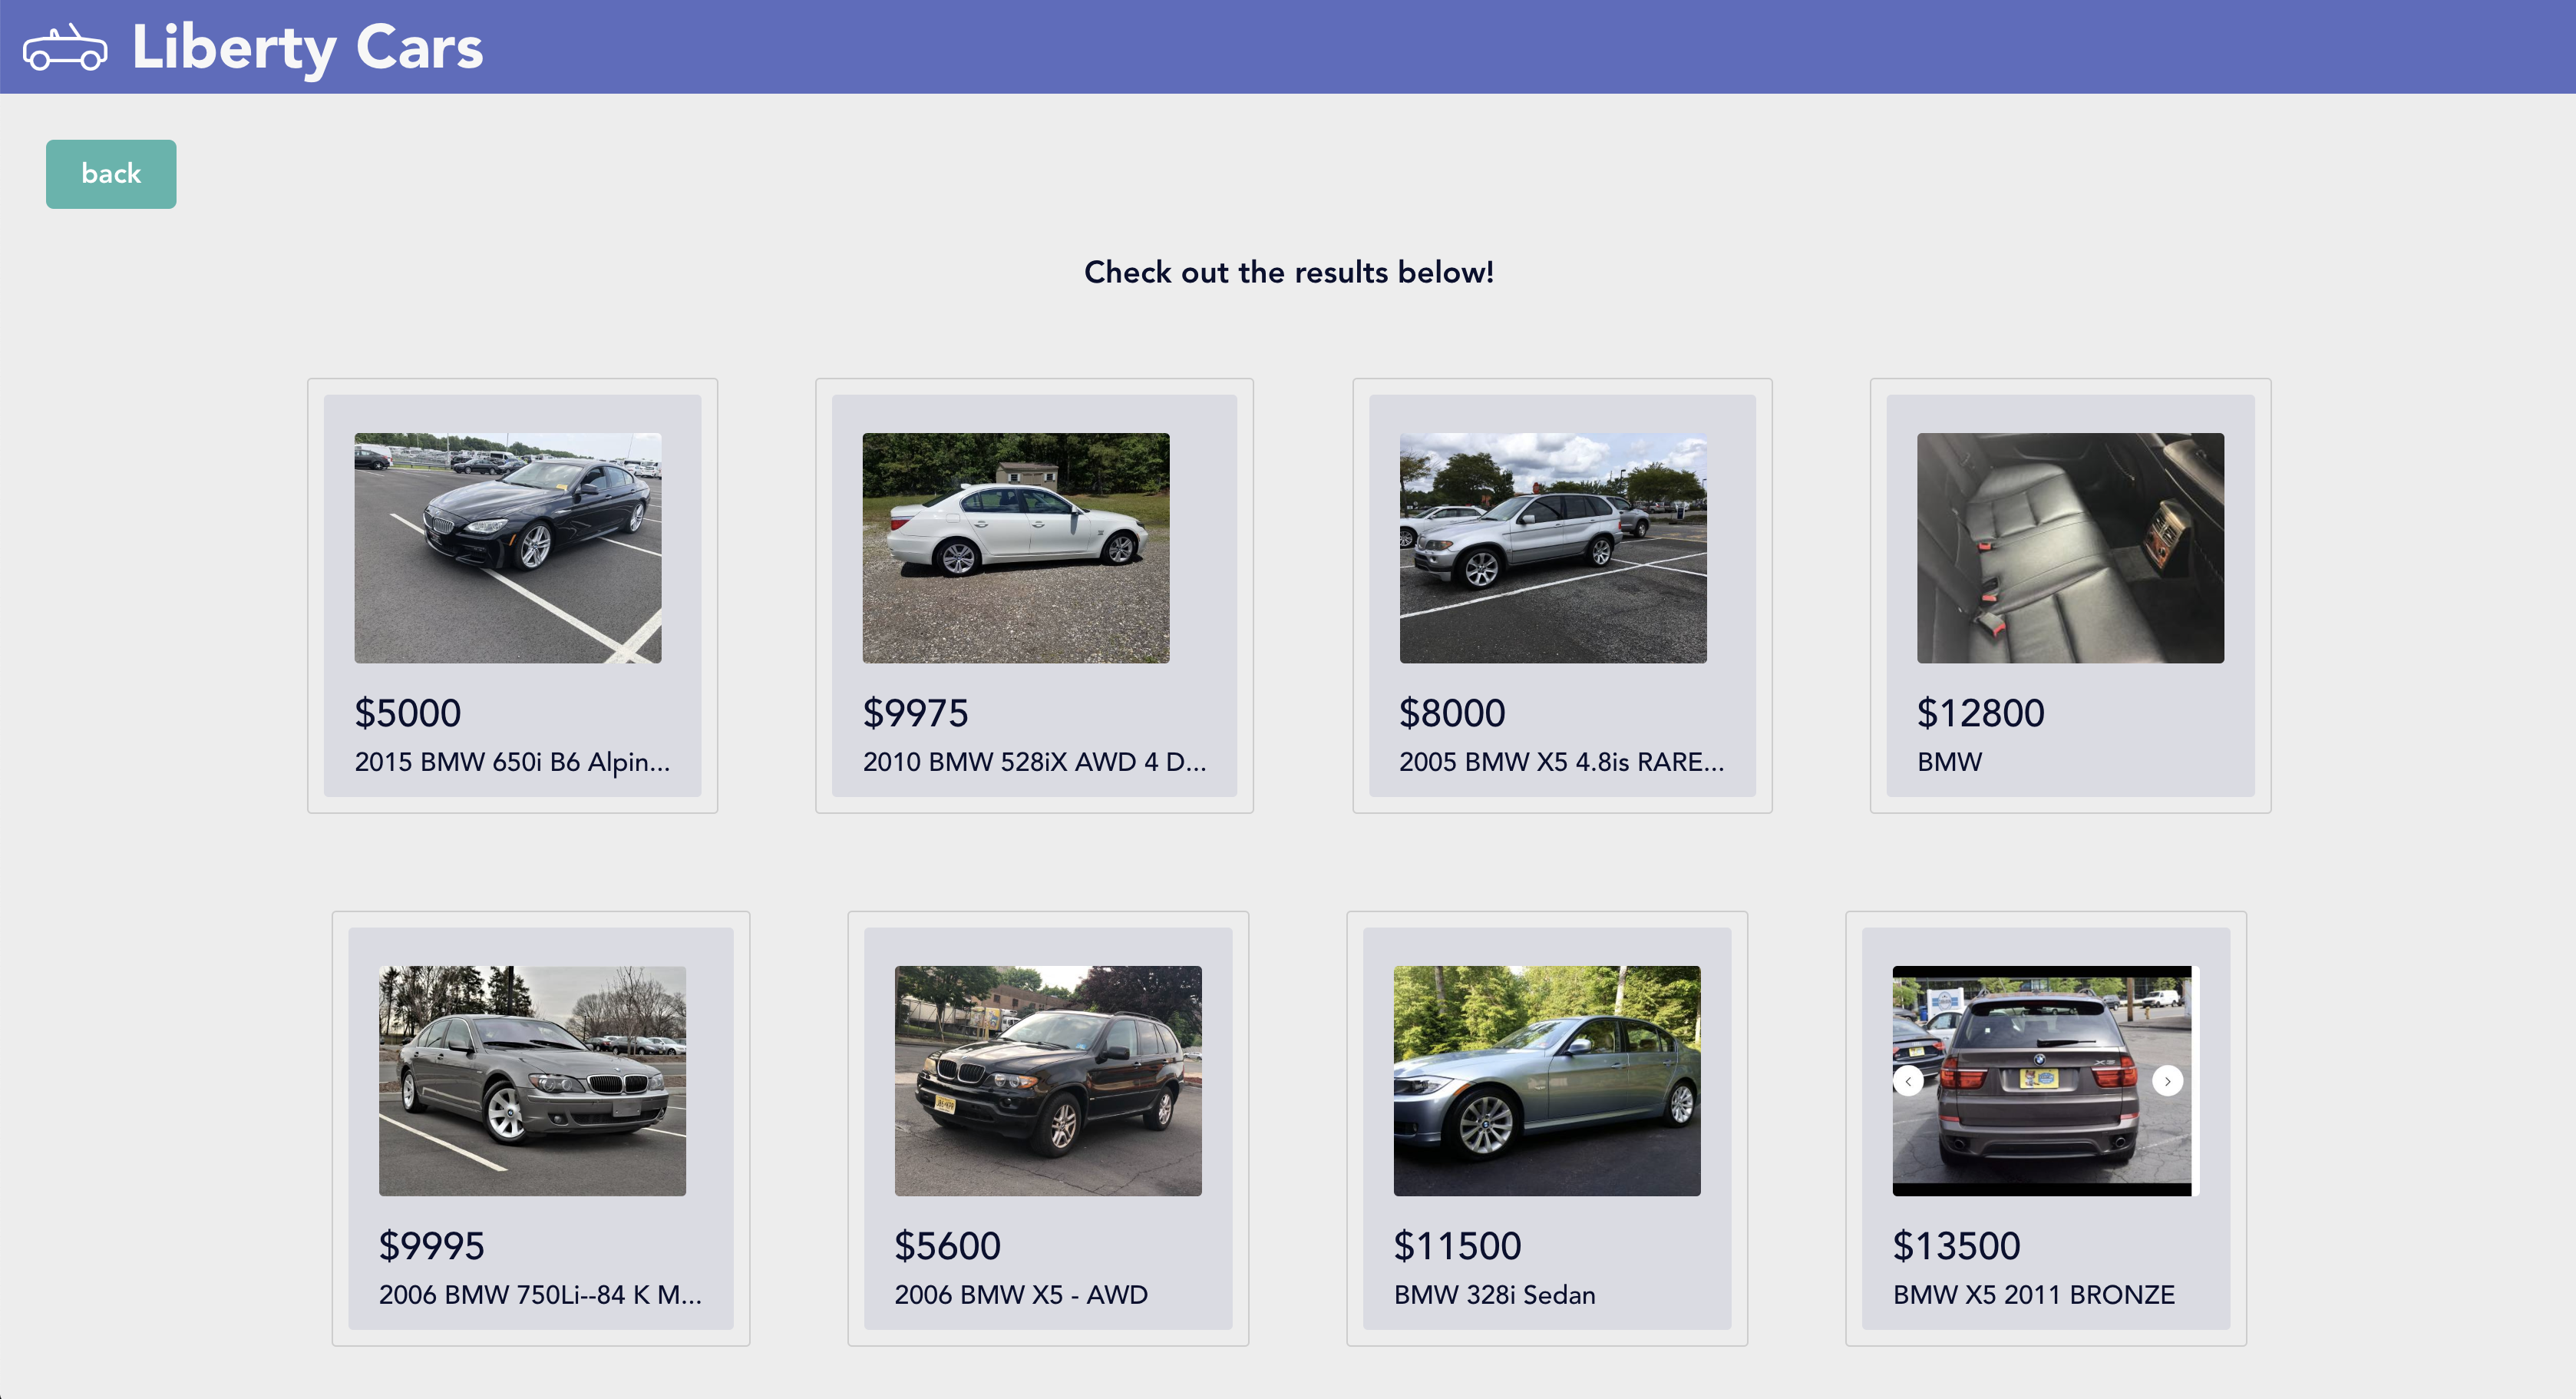 Liberty Cars
back
Check out the results below!
$5000
2015 BMW 650i B6 Alpin...
$9975
2010 BMW 528iX AWD 4 D...
$8000
2005 BMW X5 4.8is RARE...
$12800
BMW
$9995
2006 BMW 750Li--84 K M...
$5600
2006 BMW X5 - AWD
$11500
BMW 328i Sedan
$13500
BMW X5 2011 BRONZE